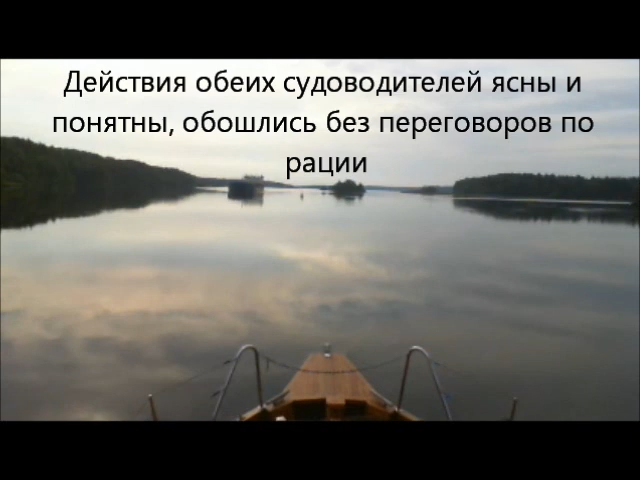 Действия обеих судоводителей ясны и
понятны, обошлись без переговоров по
рации